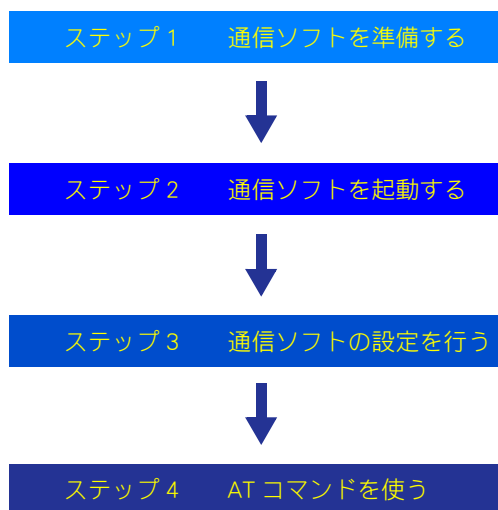 ステップ 1　通信ソフトを準備する
ステップ 2　通信ソフトを起動する
ステップ 3　通信ソフトの設定を行う
ステップ 4　AT コマンドを使う